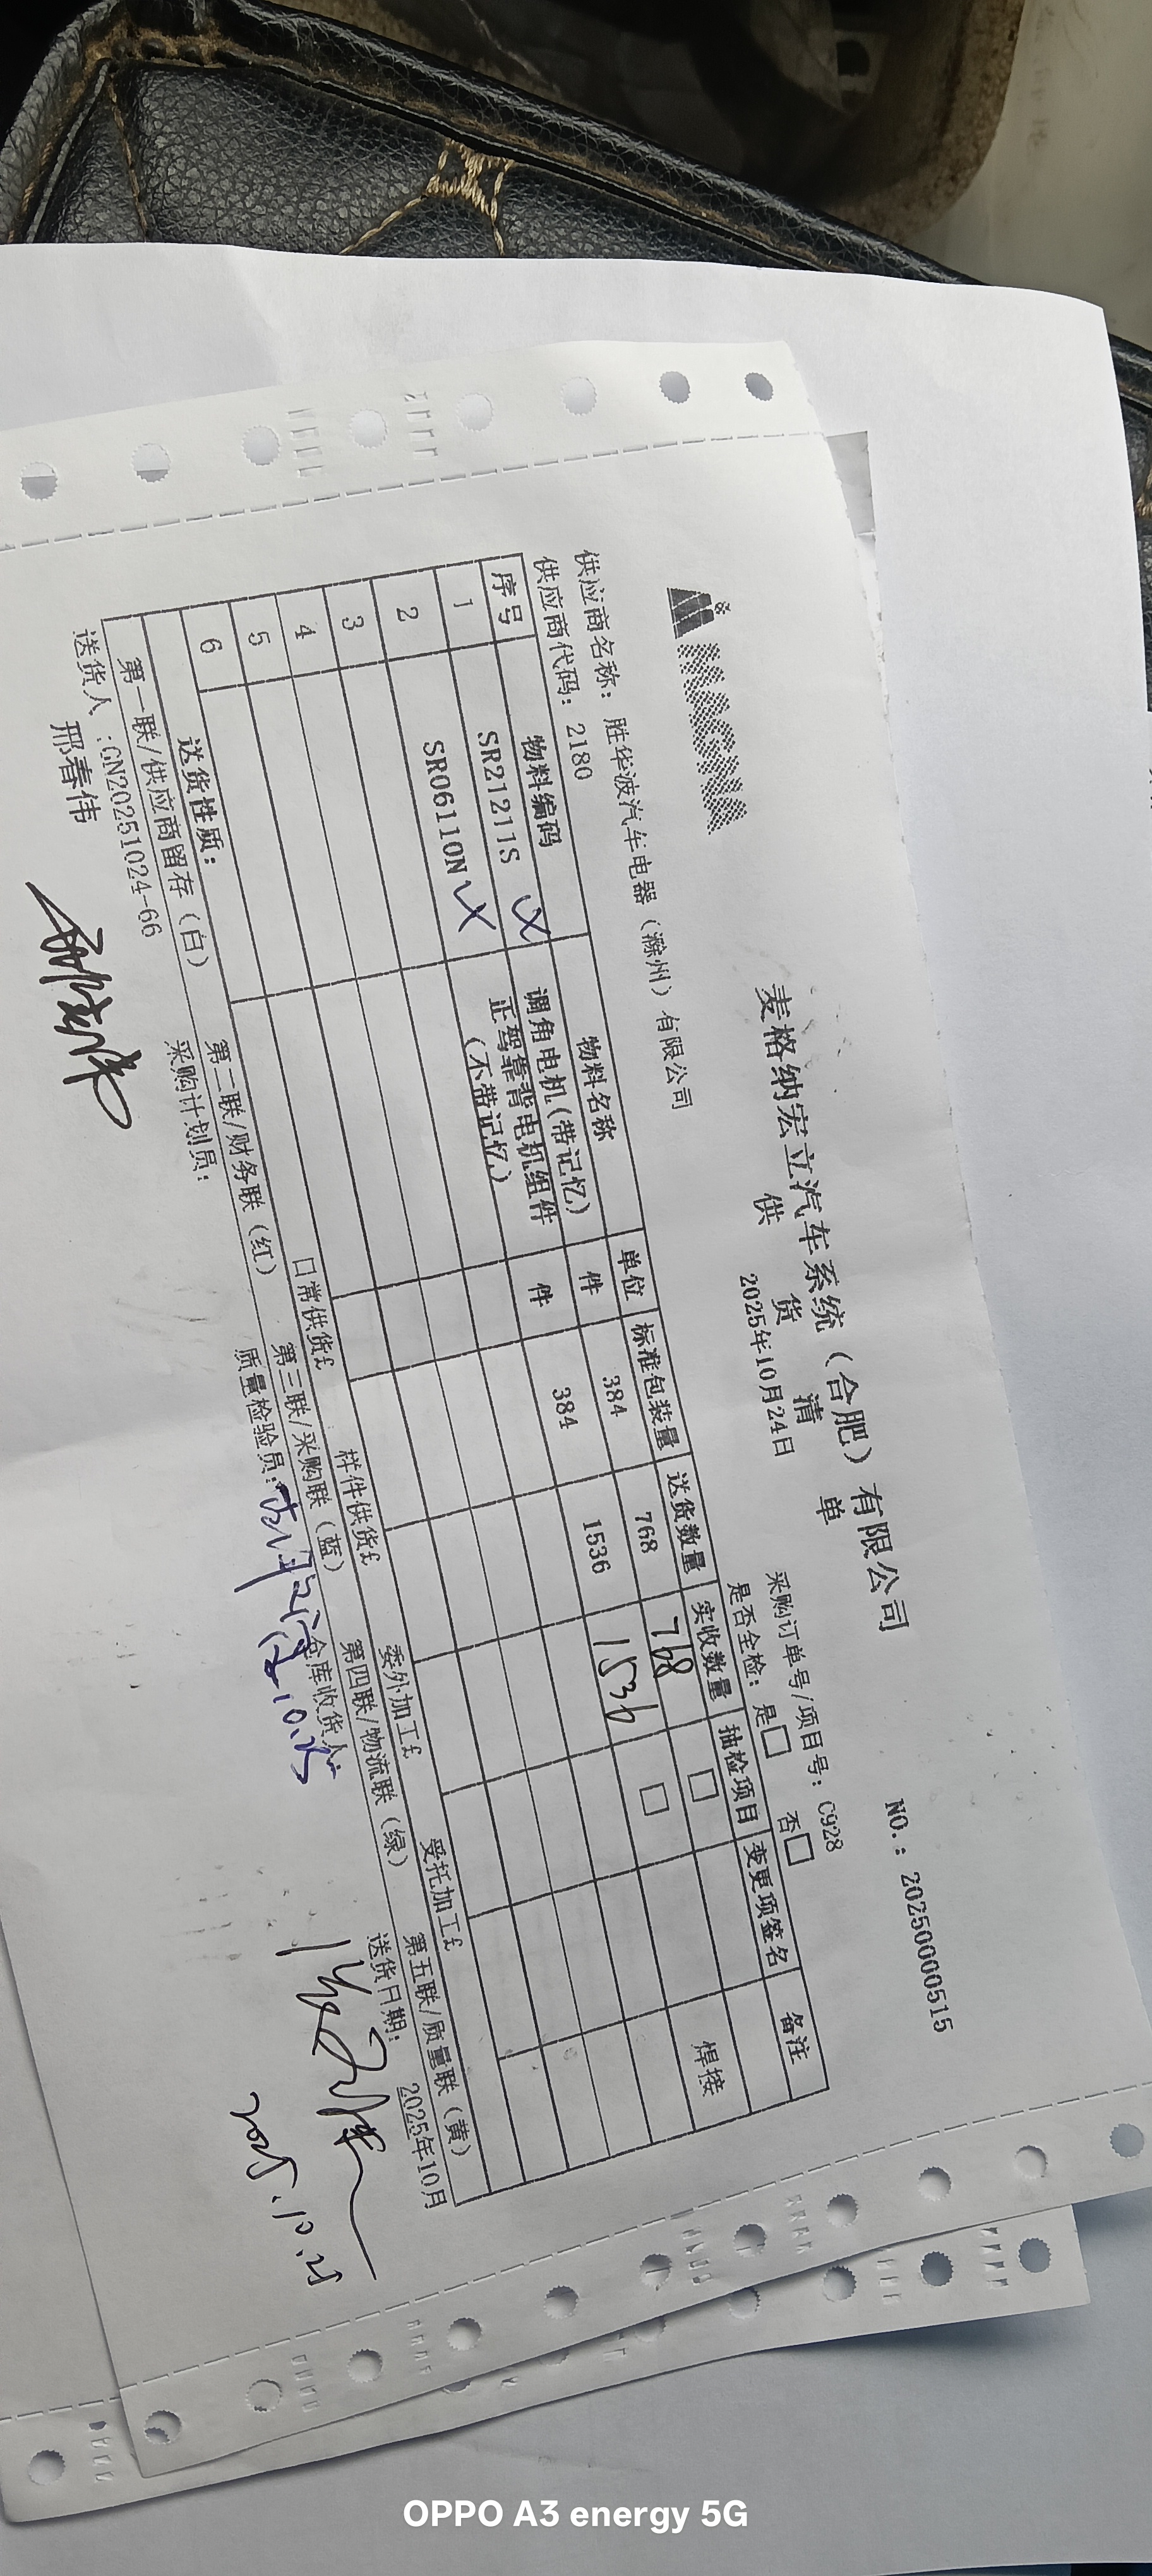 MAGNA
麦格纳宏立汽车系统（合肥）有限公司
供 货 清 单
NO.：20250000515
2025年10月24日
供应商名称：胜华波汽车电器（滁州）有限公司
采购订单号/项目号：C928
供应商代码：2180
是否全检：是□ 否□
序号 物料编码 物料名称 单位 标准包装量 送货数量 实收数量 抽检项目 变更项签名 备注
1 SR21211S 调角电机(带记忆) 件 384 768 768 □
2 SR06110N 正驾靠背电机组件（不带记忆） 件 384 1536 1536 □ 焊接
3
4
5
6
送货性质： 口常供货£ 样件供货£ 委外加工£ 受托加工£
第一联/供应商留存（白） 第二联/财务联（红） 第三联/采购联（蓝） 第四联/物流联（绿） 第五联/质量联（黄）
送货人：GN20251024-66 采购计划员： 质量检验员： 仓库收货人 送货日期： 2025年10月
邢春伟
10.25
2025.10.25
OPPO A3 energy 5G